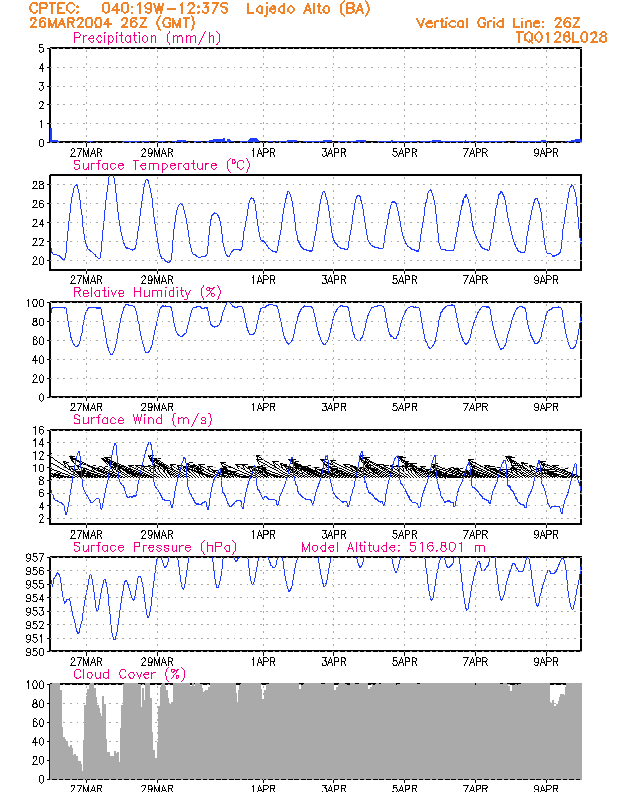 CPTEC:   040:19W-12:37S   Lajedo Alto (BA)
26MAR2004 26Z (GMT)   Vertical Grid Line: 26Z
Precipitation (mm/h)   TQ0126L028
5
4
3
2
1
0
27MAR 29MAR 1APR 3APR 5APR 7APR 9APR
Surface Temperature (°C)
28
26
24
22
20
27MAR 29MAR 1APR 3APR 5APR 7APR 9APR
Relative Humidity (%)
100
80
60
40
20
0
27MAR 29MAR 1APR 3APR 5APR 7APR 9APR
Surface Wind (m/s)
16
14
12
10
8
6
4
2
27MAR 29MAR 1APR 3APR 5APR 7APR 9APR
Surface Pressure (hPa)   Model Altitude: 516.801 m
957
956
955
954
953
952
951
950
27MAR 29MAR 1APR 3APR 5APR 7APR 9APR
Cloud Cover (%)
100
80
60
40
20
0
27MAR 29MAR 1APR 3APR 5APR 7APR 9APR